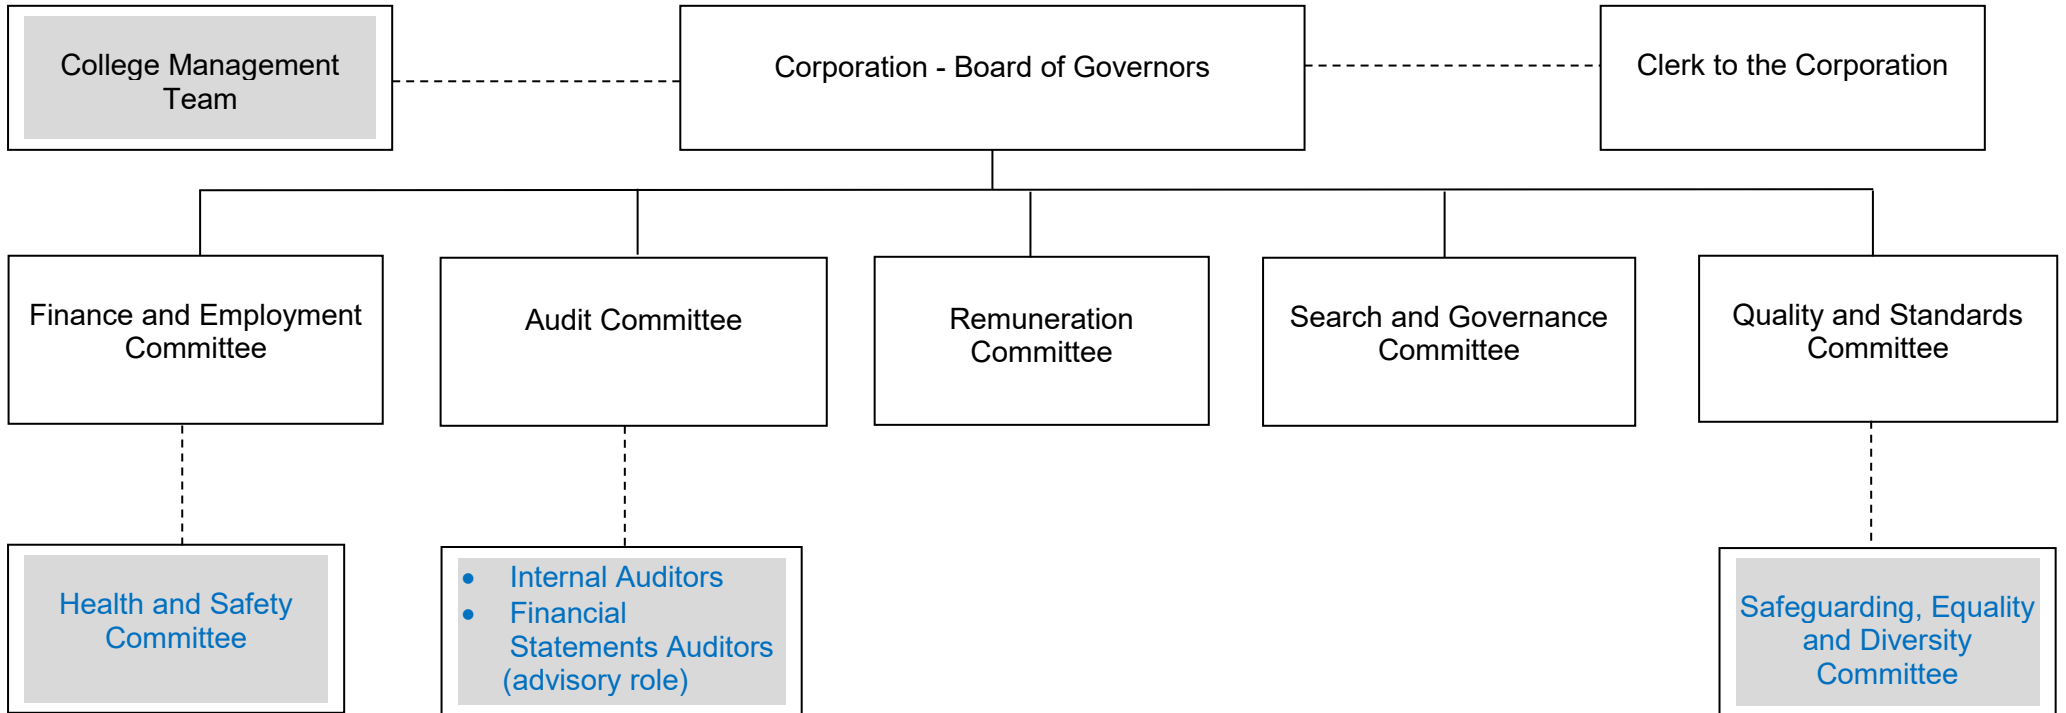 College Management
Team
Corporation - Board of Governors
Clerk to the Corporation
Finance and Employment
Committee
Audit Committee
Remuneration
Committee
Search and Governance
Committee
Quality and Standards
Committee
Health and Safety
Committee
• Internal Auditors
• Financial
Statements Auditors
(advisory role)
Safeguarding, Equality
and Diversity
Committee